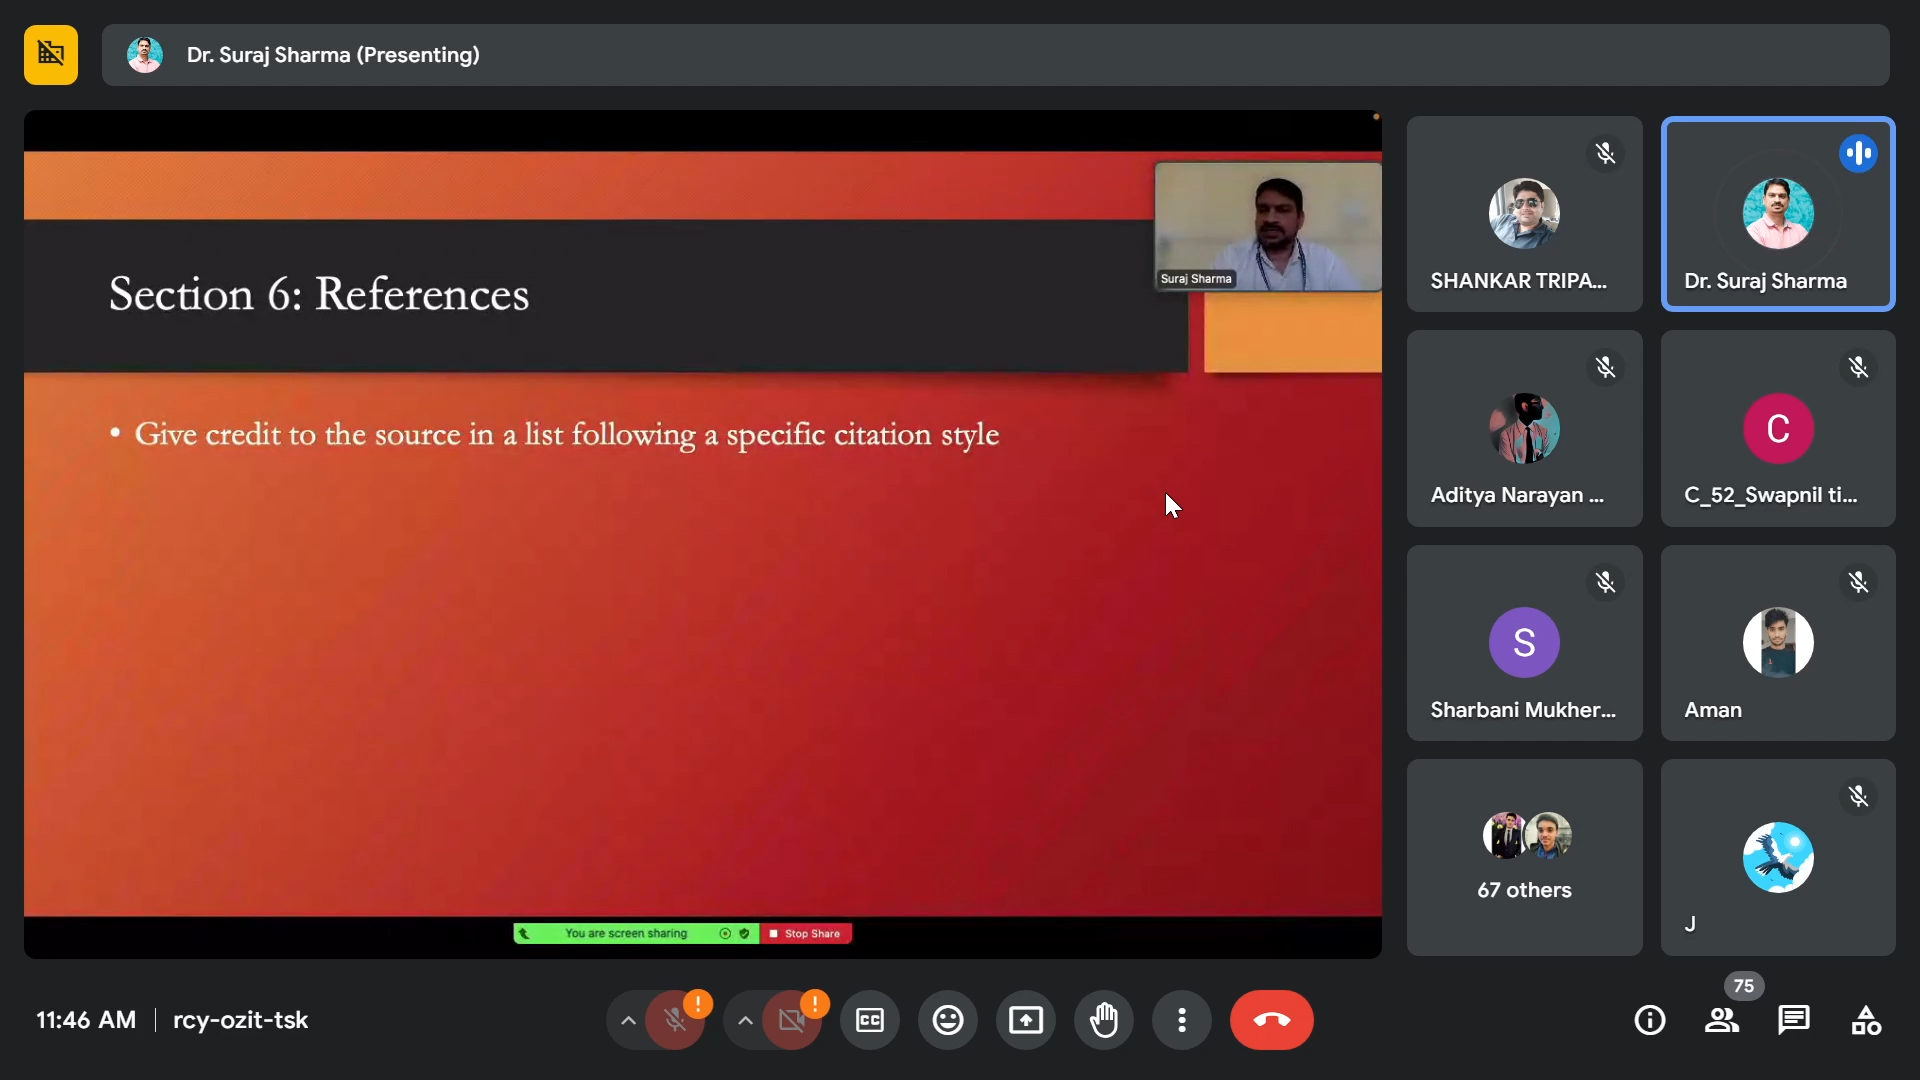 Dr. Suraj Sharma (Presenting)
Section 6: References
Suraj Sharma
• Give credit to the source in a list following a specific citation style
You are screen sharing
Stop Share
SHANKAR TRIPA...
Dr. Suraj Sharma
Aditya Narayan ...
C
C_52_Swapnil ti...
S
Sharbani Mukher...
Aman
67 others
J
11:46 AM | rcy-ozit-tsk
!
!
CC
75